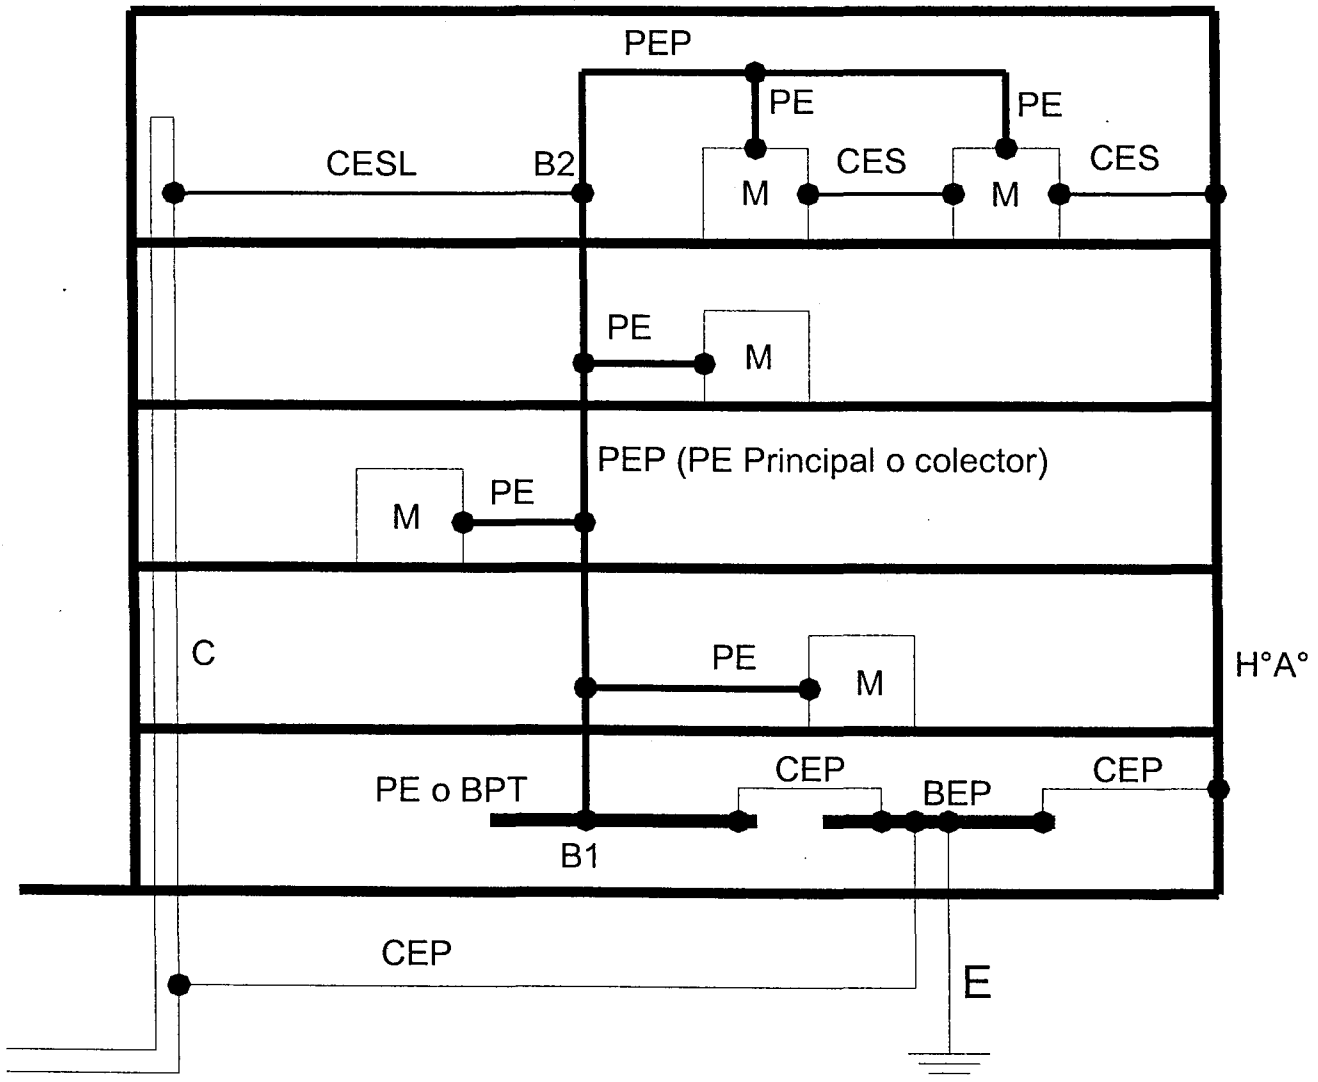 PEP
PE
PE
CESL
B2
M
CES
M
CES
PE
M
PEP (PE Principal o colector)
M
PE
C
PE
M
H°A°
PE o BPT
CEP
BEP
CEP
B1
CEP
E